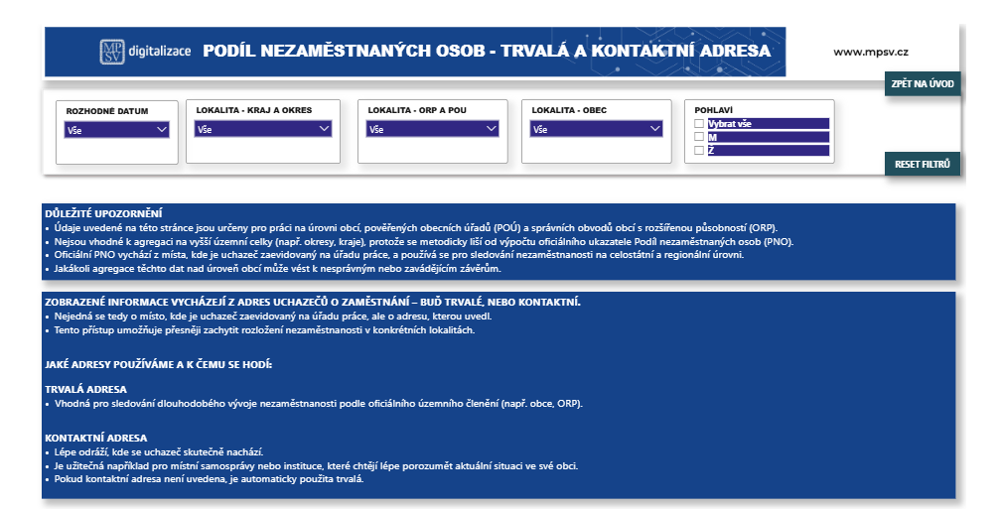 MP SV digitalizace PODÍL NEZAMĚSTNANÝCH OSOB - TRVALÁ A KONTAKTNÍ ADRESA www.mpsv.cz
ZPĚT NA ÚVOD
ROZHODNÉ DATUM
Vše
LOKALITA - KRAJ A OKRES
Vše
LOKALITA - ORP A POU
Vše
LOKALITA - OBEC
Vše
POHLAVÍ
Vybrat vše
M
Ž
RESET FILTRŮ
DŮLEŽITÉ UPOZORNĚNÍ
• Údaje uvedené na této stránce jsou určeny pro práci na úrovni obcí, pověřených obecních úřadů (POÚ) a správních obvodů obcí s rozšířenou působností (ORP).
• Nejsou vhodné k agregaci na vyšší územní celky (např. okresy, kraje), protože se metodicky liší od výpočtu oficiálního ukazatele Podíl nezaměstnaných osob (PNO).
• Oficiální PNO vychází z místa, kde je uchazeč zaevidovaný na úřadu práce, a používá se pro sledování nezaměstnanosti na celostátní a regionální úrovni.
• Jakákoli agregace těchto dat nad úroveň obcí může vést k nesprávným nebo zavádějícím závěrům.
ZOBRAZENÉ INFORMACE VYCHÁZEJÍ Z ADRES UCHAZEČŮ O ZAMĚSTNÁNÍ – BUĎ TRVALÉ, NEBO KONTAKTNÍ.
• Nejedná se tedy o místo, kde je uchazeč zaevidovaný na úřadu práce, ale o adresu, kterou uvedl.
• Tento přístup umožňuje přesněji zachytit rozložení nezaměstnanosti v konkrétních lokalitách.
JAKÉ ADRESY POUŽÍVÁME A K ČEMU SE HODÍ:
TRVALÁ ADRESA
• Vhodná pro sledování dlouhodobého vývoje nezaměstnanosti podle oficiálního územního členění (např. obce, ORP).
KONTAKTNÍ ADRESA
• Lépe odráží, kde se uchazeč skutečně nachází.
• Je užitečná například pro místní samosprávy nebo instituce, které chtějí lépe porozumět aktuální situaci ve své obci.
• Pokud kontaktní adresa není uvedena, je automaticky použita trvalá.